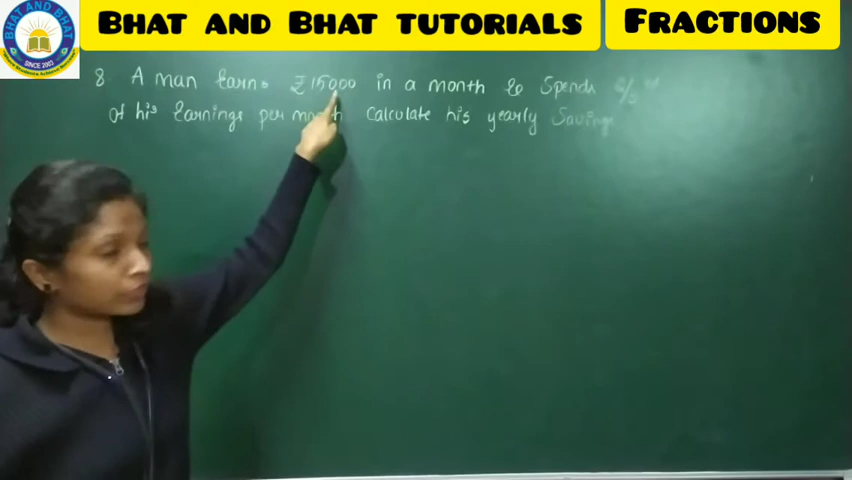 BHAT AND BHAT TUTORIALS
FRACTIONS
BHAT AND BHAT
SINCE 2003
8 A man Earns ₹15000 in a month & Spends
of his Earnings per month Calculate his yearly Savings